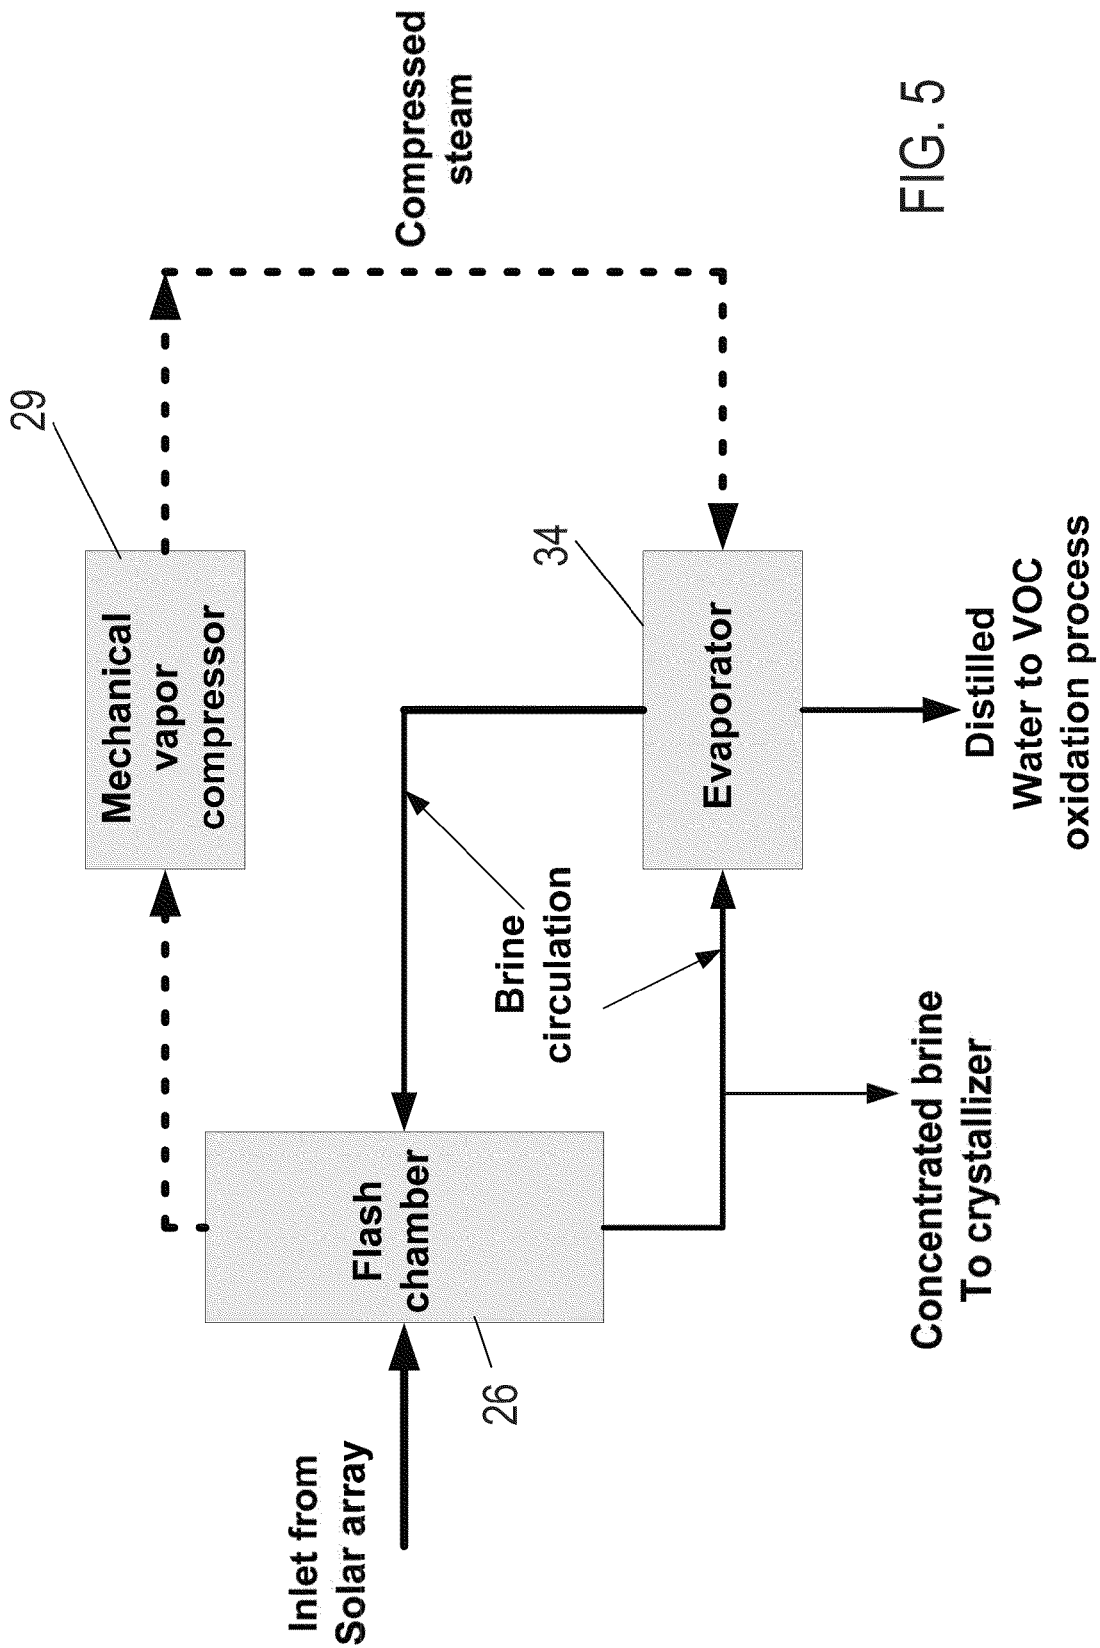 Inlet from
Solar array
26
Flash
chamber
Mechanical
vapor
compressor
29
Compressed
steam
Brine
circulation
34
Evaporator
Concentrated brine
To crystallizer
Distilled
Water to VOC
oxidation process
FIG. 5